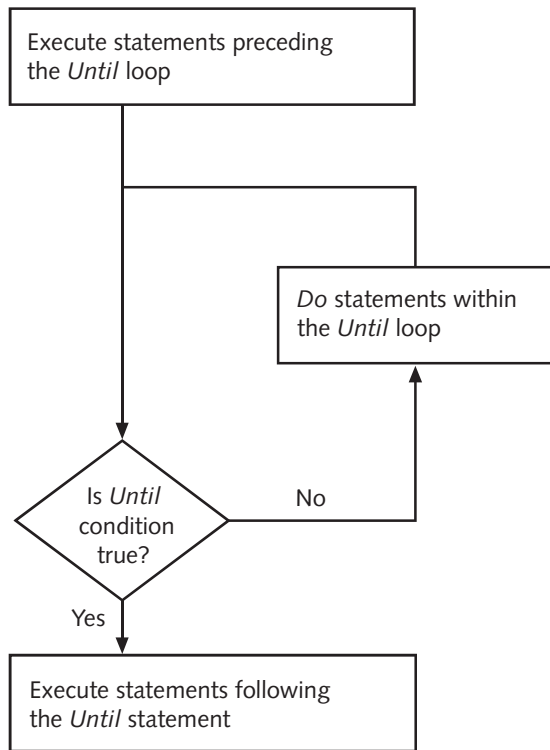 Execute statements preceding
the Until loop
Do statements within
the Until loop
Is Until
condition
true?
No
Yes
Execute statements following
the Until statement